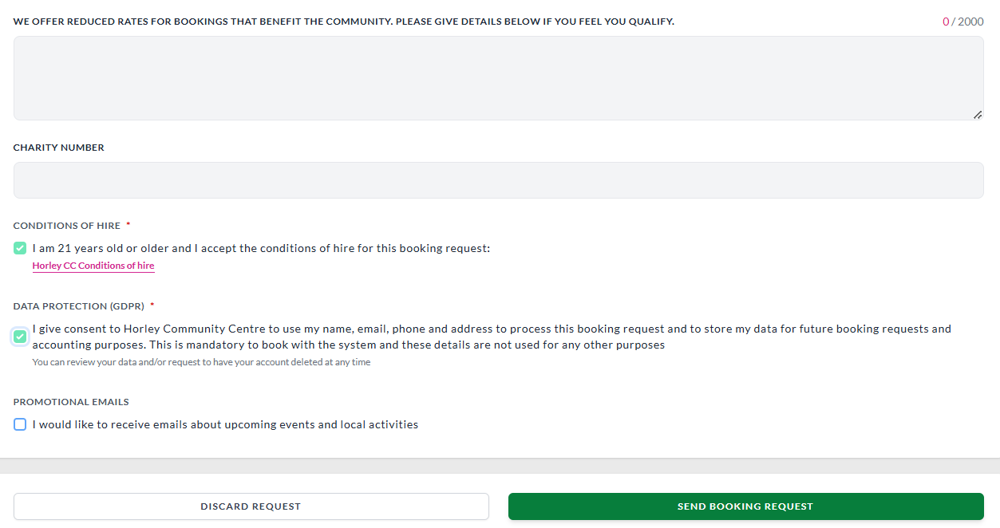 WE OFFER REDUCED RATES FOR BOOKINGS THAT BENEFIT THE COMMUNITY. PLEASE GIVE DETAILS BELOW IF YOU FEEL YOU QUALIFY. 0 / 2000
CHARITY NUMBER
CONDITIONS OF HIRE *
I am 21 years old or older and I accept the conditions of hire for this booking request:
Horley CC Conditions of hire
DATA PROTECTION (GDPR) *
I give consent to Horley Community Centre to use my name, email, phone and address to process this booking request and to store my data for future booking requests and
accounting purposes. This is mandatory to book with the system and these details are not used for any other purposes
You can review your data and/or request to have your account deleted at any time
PROMOTIONAL EMAILS
I would like to receive emails about upcoming events and local activities
DISCARD REQUEST SEND BOOKING REQUEST